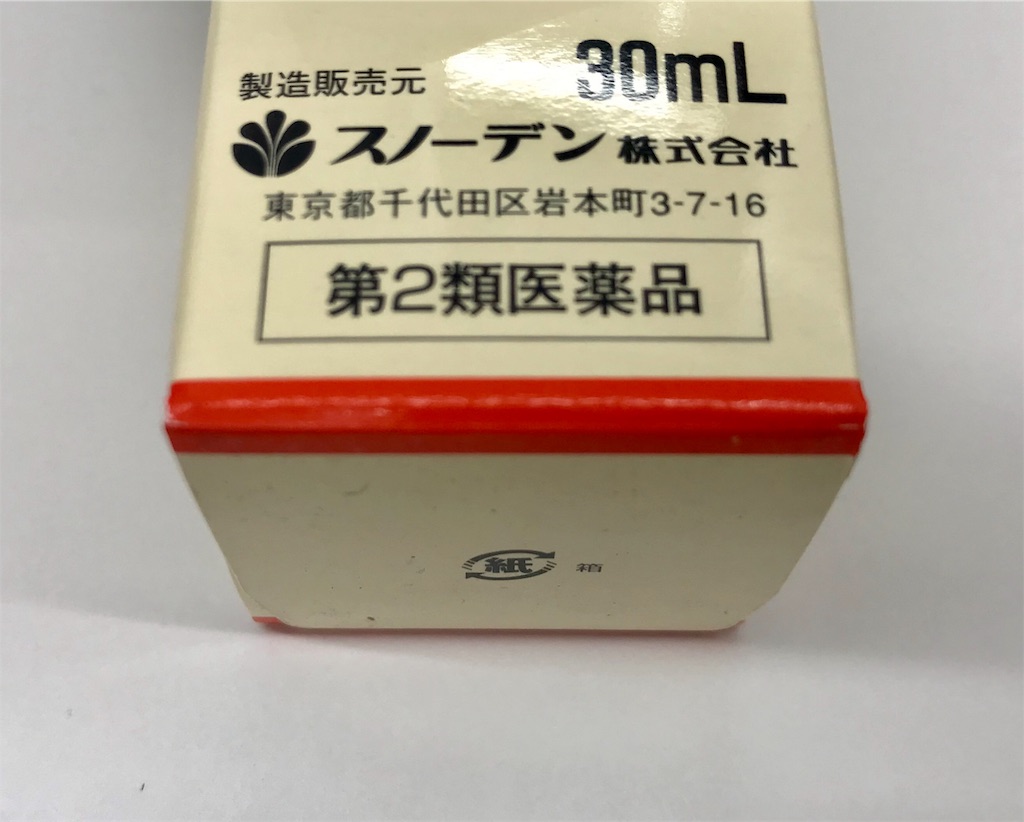 30mL
製造販売元
スノーデン株式会社
東京都千代田区岩本町3-7-16
第2類医薬品
紙 箱